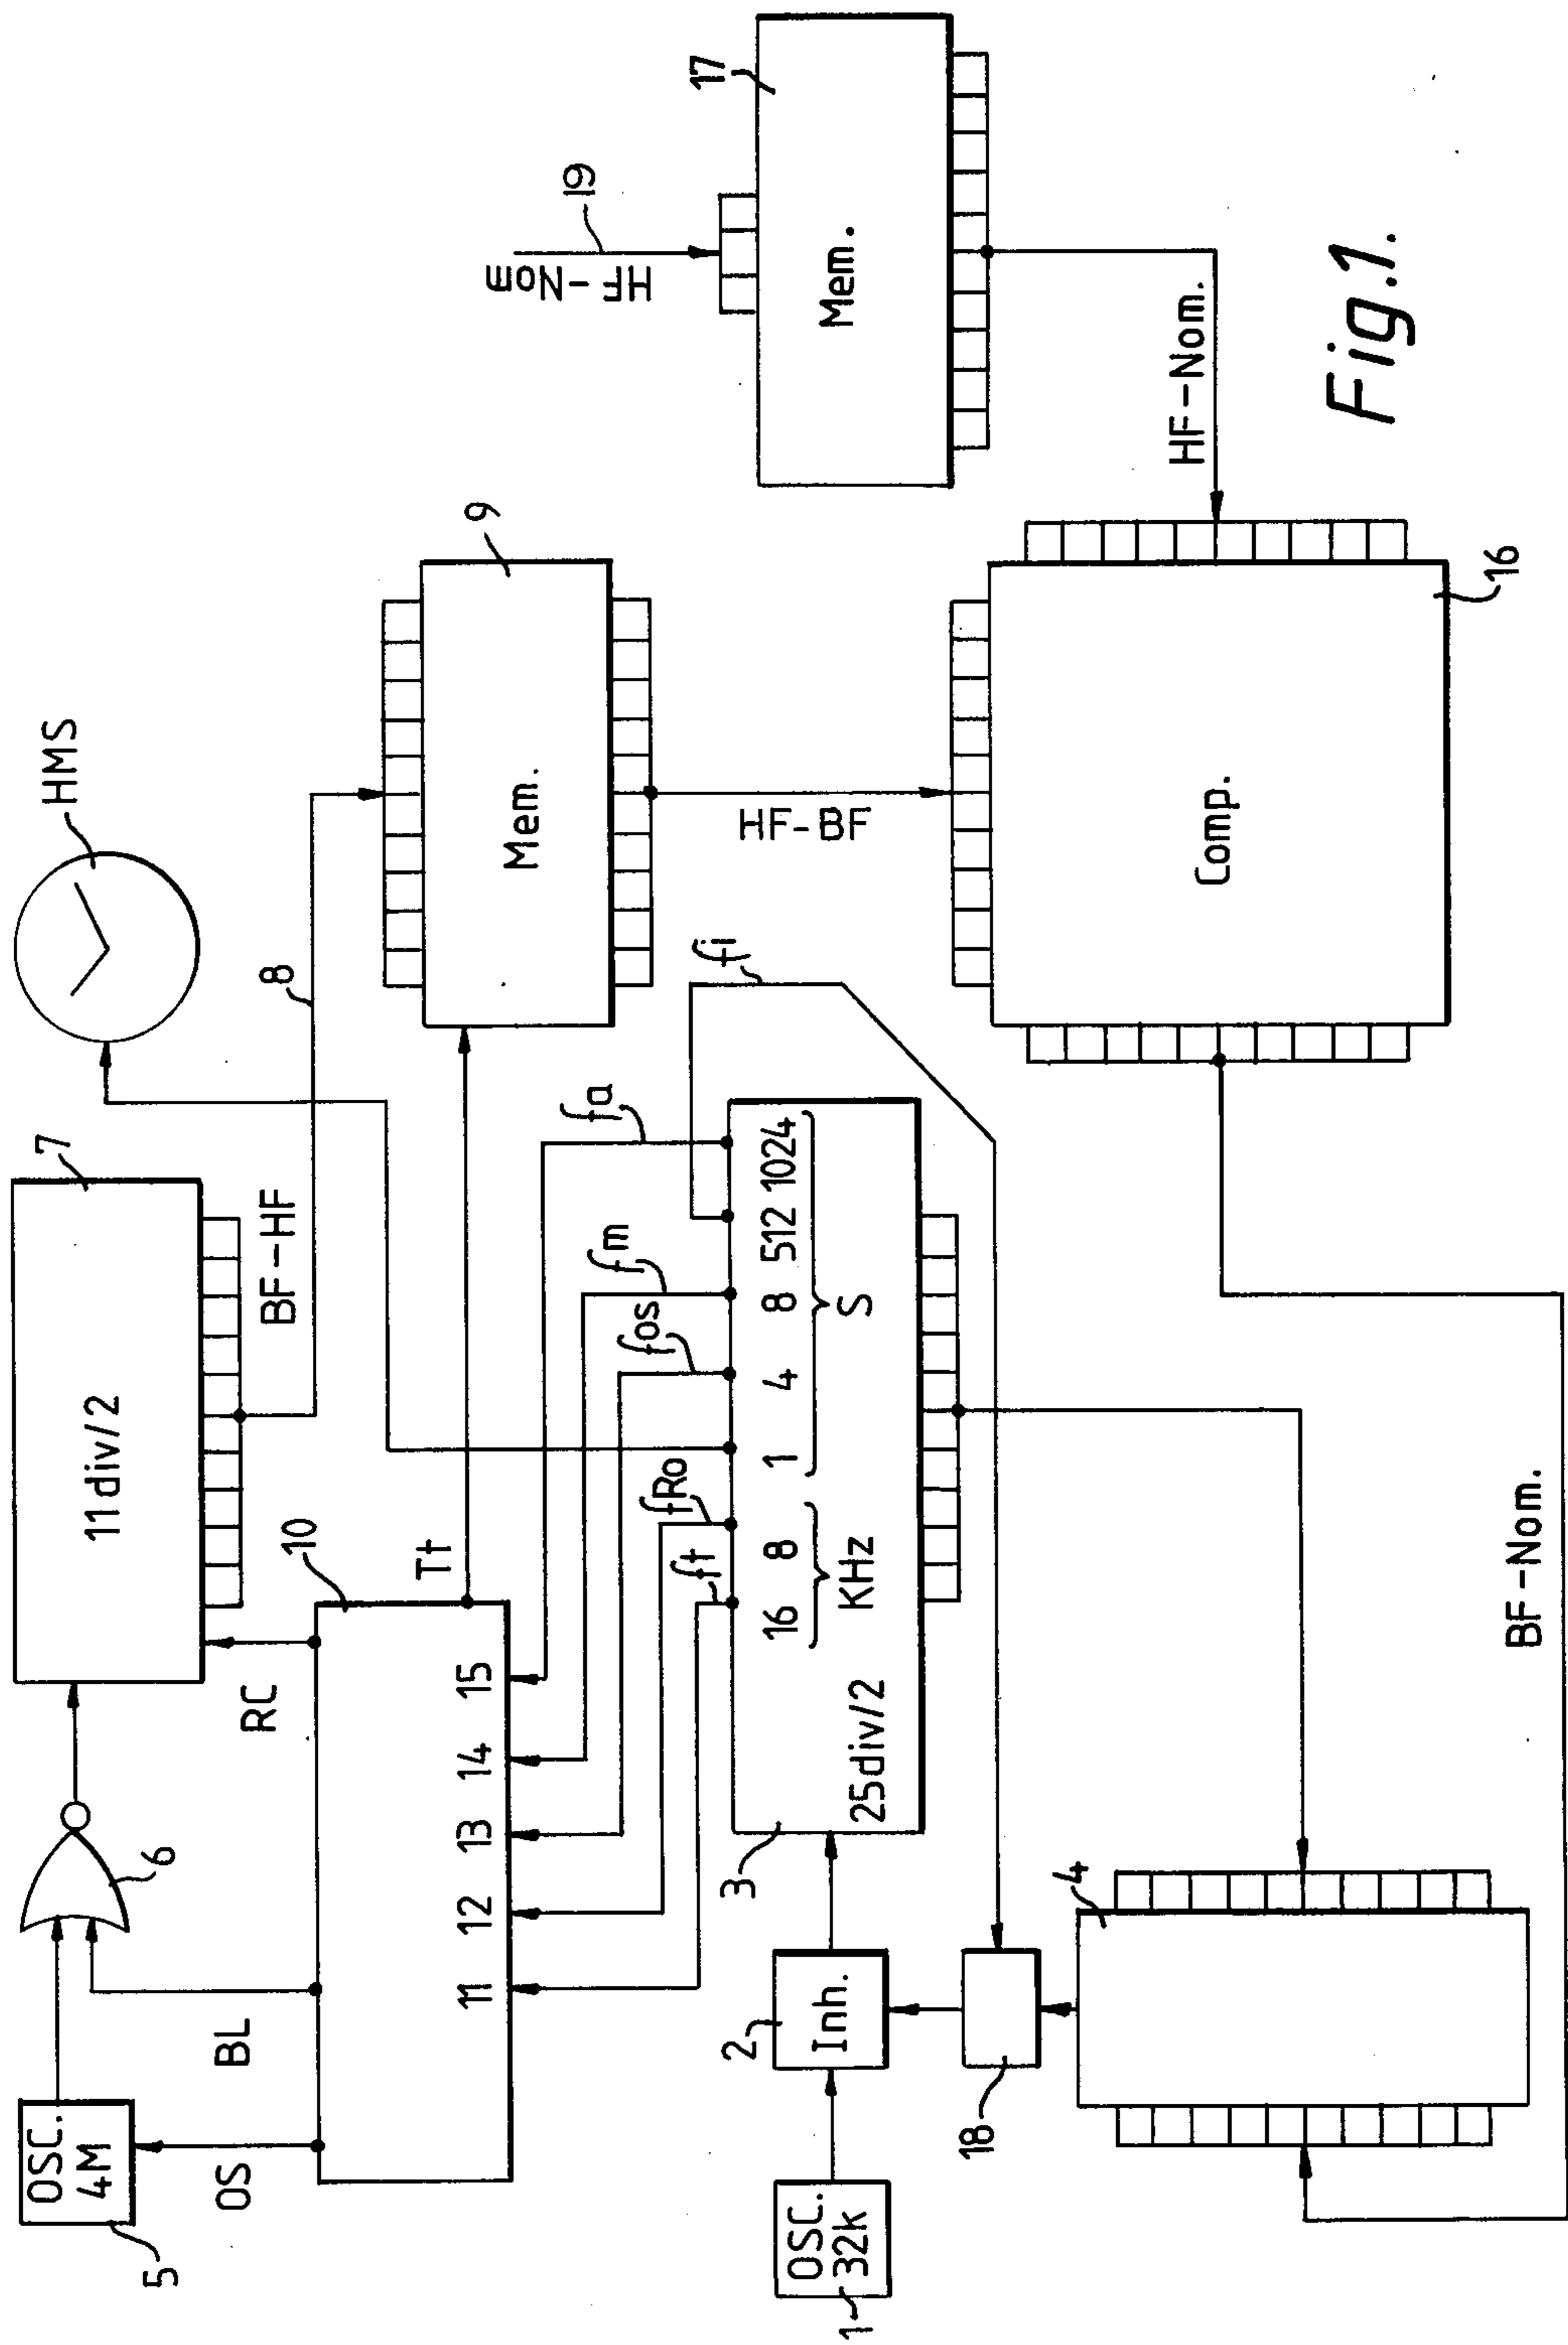 OSC.
4M
5
6
11div/2
7
HMS
OS
BL
RC
BF-HF
8
10
Tt
11
12
13
14
15
Mem.
9
HF-Nom
19
Mem.
17
ft
fRo
fos
fm
fa
fi
HF-BF
OSC.
32k
1
Inh.
2
3
25div/2
16
8
KHz
1
4
8
512
1024
S
18
4
Comp.
16
HF-Nom.
BF-Nom.
Fig.1.